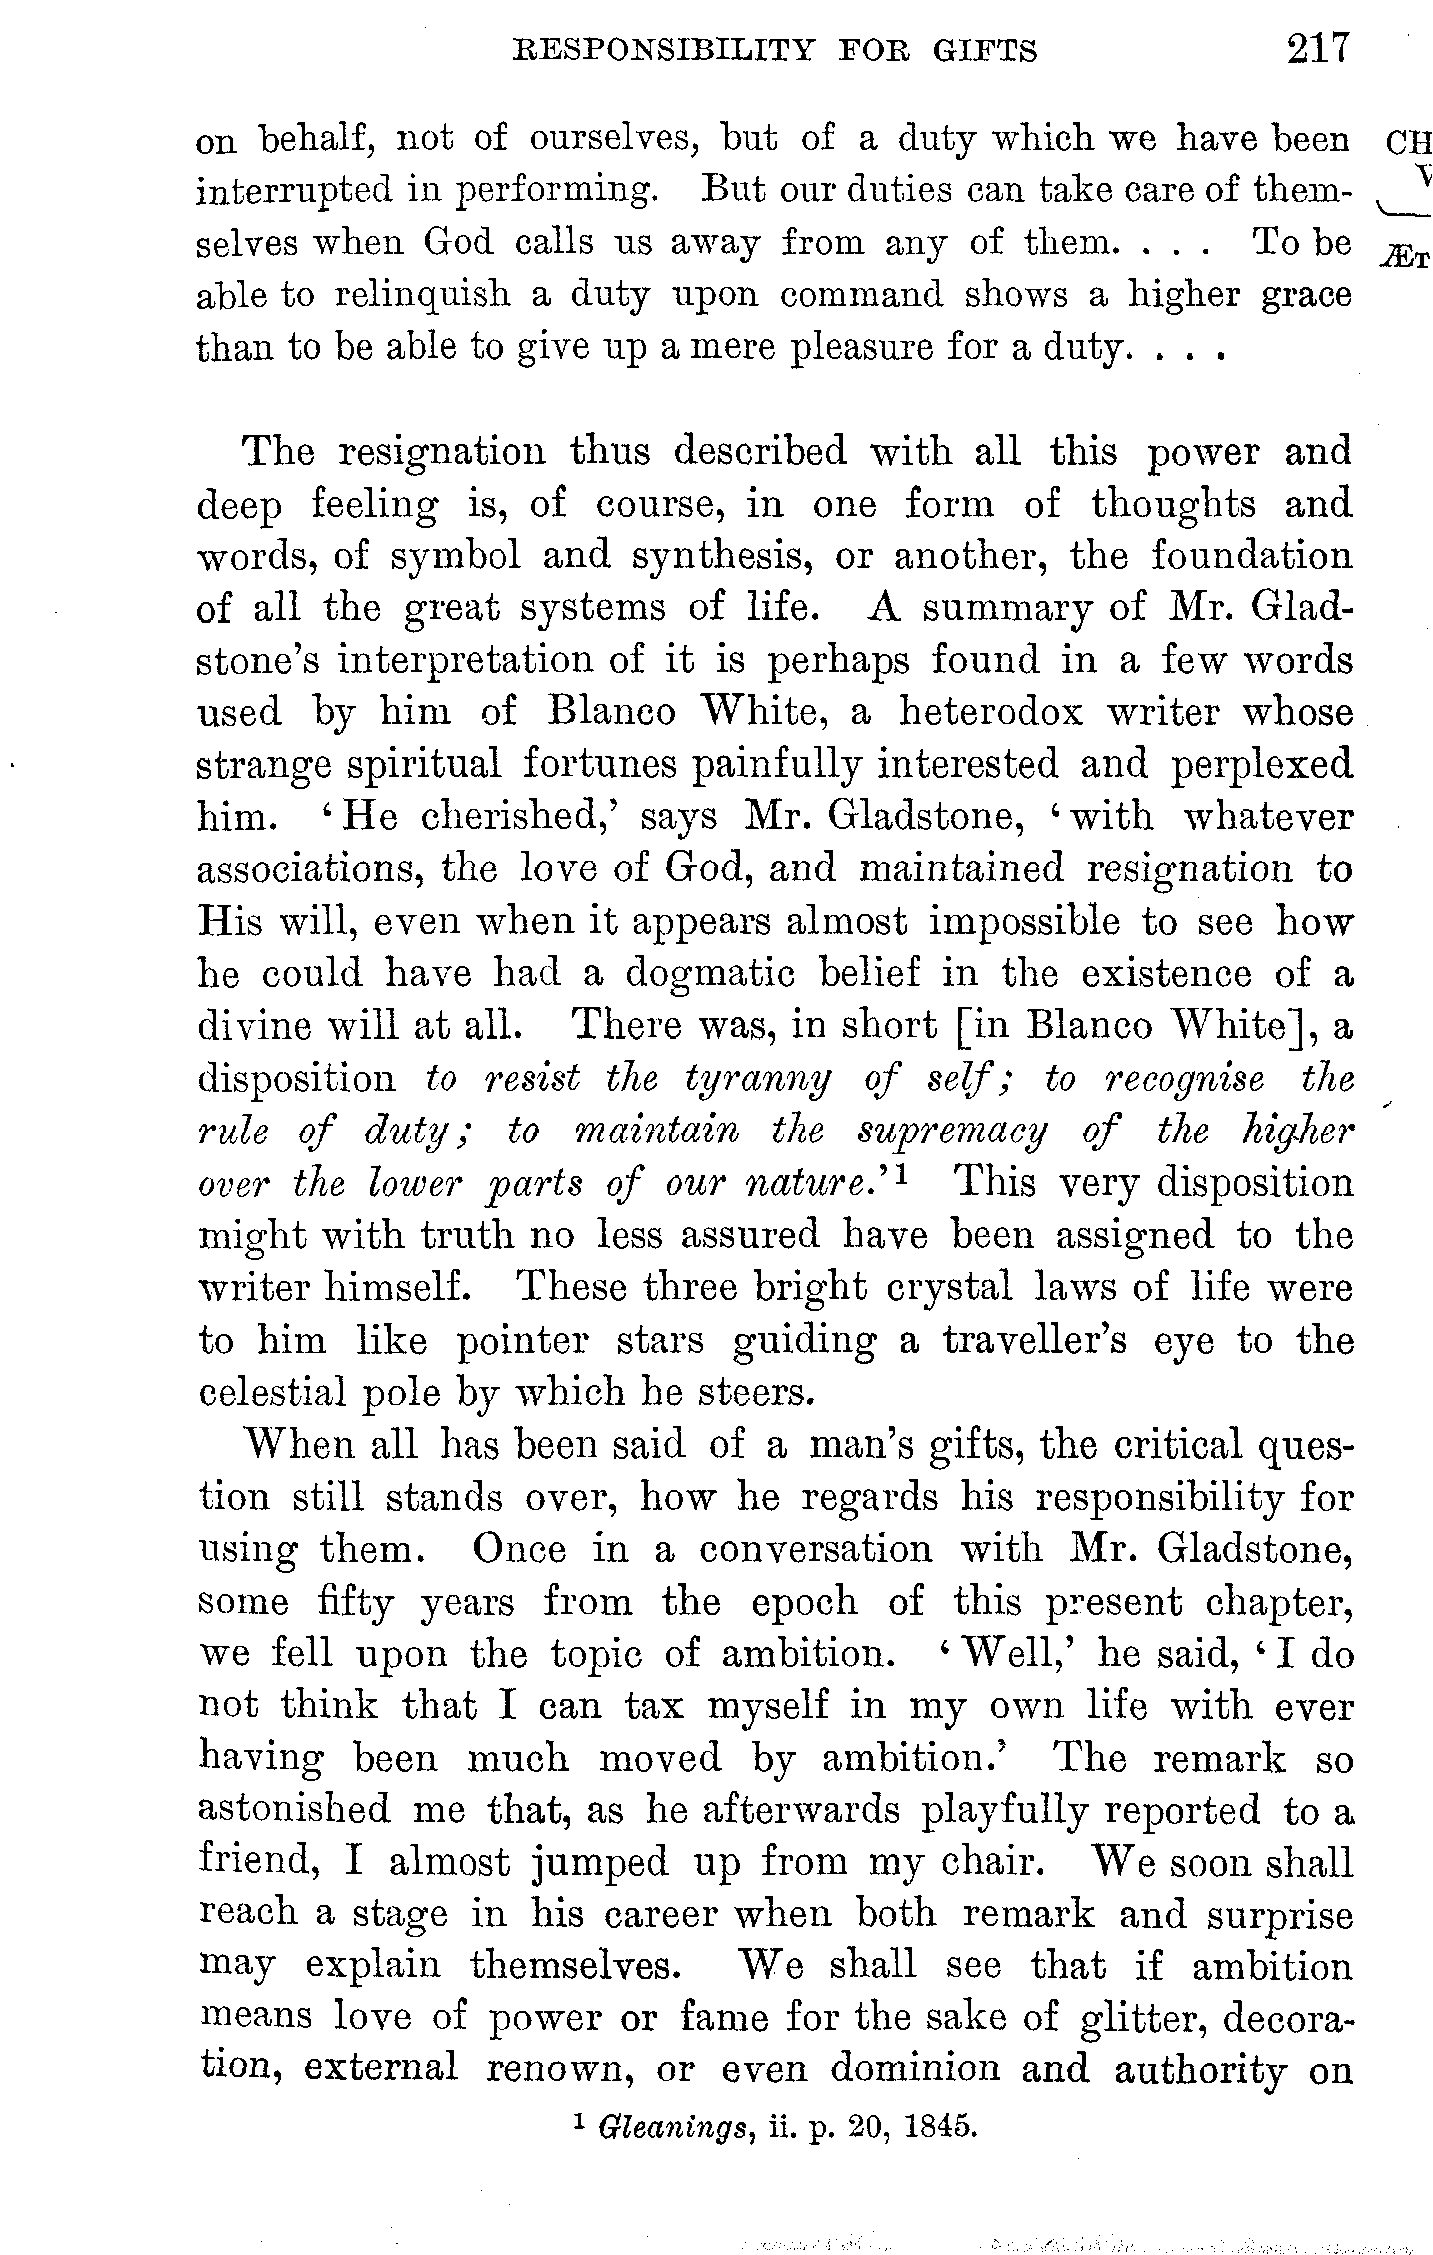 RESPONSIBILITY FOR GIFTS 217
on behalf, not of ourselves, but of a duty which we have been
interrupted in performing. But our duties can take care of them-
selves when God calls us away from any of them. . . . To be
able to relinquish a duty upon command shows a higher grace
than to be able to give up a mere pleasure for a duty. . . .
CH
V
ÆT
The resignation thus described with all this power and
deep feeling is, of course, in one form of thoughts and
words, of symbol and synthesis, or another, the foundation
of all the great systems of life. A summary of Mr. Glad-
stone's interpretation of it is perhaps found in a few words
used by him of Blanco White, a heterodox writer whose
strange spiritual fortunes painfully interested and perplexed
him. ‘He cherished,’ says Mr. Gladstone, ‘with whatever
associations, the love of God, and maintained resignation to
His will, even when it appears almost impossible to see how
he could have had a dogmatic belief in the existence of a
divine will at all. There was, in short [in Blanco White], a
disposition to resist the tyranny of self; to recognise the
rule of duty; to maintain the supremacy of the higher
over the lower parts of our nature.’¹ This very disposition
might with truth no less assured have been assigned to the
writer himself. These three bright crystal laws of life were
to him like pointer stars guiding a traveller's eye to the
celestial pole by which he steers.
When all has been said of a man's gifts, the critical ques-
tion still stands over, how he regards his responsibility for
using them. Once in a conversation with Mr. Gladstone,
some fifty years from the epoch of this present chapter,
we fell upon the topic of ambition. ‘Well,’ he said, ‘I do
not think that I can tax myself in my own life with ever
having been much moved by ambition.’ The remark so
astonished me that, as he afterwards playfully reported to a
friend, I almost jumped up from my chair. We soon shall
reach a stage in his career when both remark and surprise
may explain themselves. We shall see that if ambition
means love of power or fame for the sake of glitter, decora-
tion, external renown, or even dominion and authority on
¹ Gleanings, ii. p. 20, 1845.